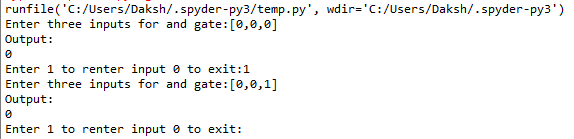 runfile('C:/Users/Daksh/.spyder-py3/temp.py', wdir='C:/Users/Daksh/.spyder-py3')
Enter three inputs for and gate:[0,0,0]
Output:
0
Enter 1 to renter input 0 to exit:1
Enter three inputs for and gate:[0,0,1]
Output:
0
Enter 1 to renter input 0 to exit: